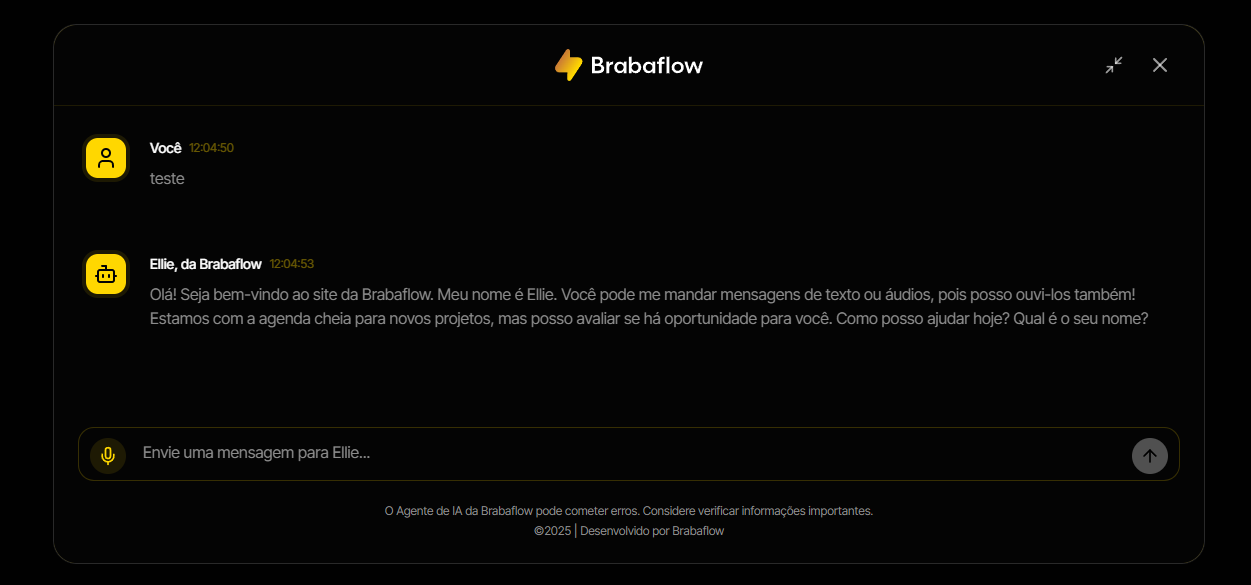 Brabaflow
Você 12:04:50
teste
Ellie, da Brabaflow 12:04:53
Olá! Seja bem-vindo ao site da Brabaflow. Meu nome é Ellie. Você pode me mandar mensagens de texto ou áudios, pois posso ouvi-los também!
Estamos com a agenda cheia para novos projetos, mas posso avaliar se há oportunidade para você. Como posso ajudar hoje? Qual é o seu nome?
Envie uma mensagem para Ellie...
O Agente de IA da Brabaflow pode cometer erros. Considere verificar informações importantes.
©2025 | Desenvolvido por Brabaflow